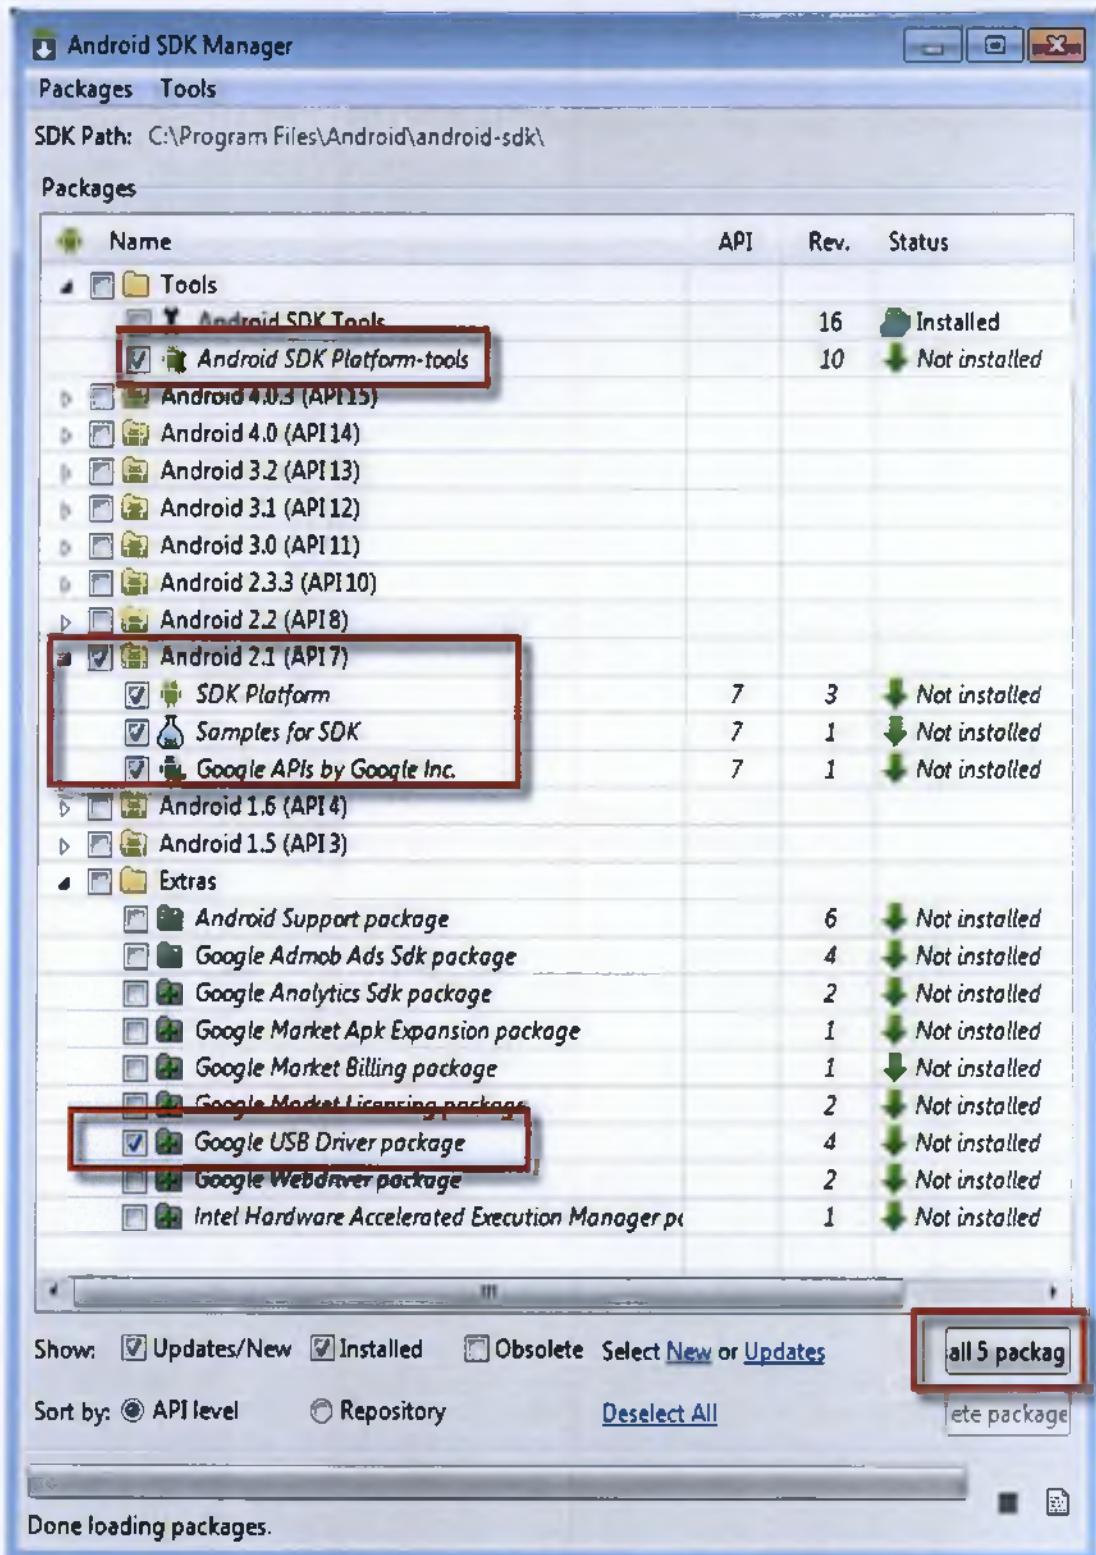 Android SDK Manager
Packages Tools
SDK Path: C:\Program Files\Android\android-sdk\
Packages
Name API Rev. Status
Tools
Android SDK Tools 16 Installed
Android SDK Platform-tools 10 Not installed
Android 4.0.3 (API 15)
Android 4.0 (API 14)
Android 3.2 (API 13)
Android 3.1 (API 12)
Android 3.0 (API 11)
Android 2.3.3 (API 10)
Android 2.2 (API 8)
Android 2.1 (API 7)
SDK Platform 7 3 Not installed
Samples for SDK 7 1 Not installed
Google APIs by Google Inc. 7 1 Not installed
Android 1.6 (API 4)
Android 1.5 (API 3)
Extras
Android Support package 6 Not installed
Google Admob Ads Sdk package 4 Not installed
Google Analytics Sdk package 2 Not installed
Google Market Apk Expansion package 1 Not installed
Google Market Billing package 1 Not installed
Google Market Licensing package 2 Not installed
Google USB Driver package 4 Not installed
Google Webdriver package 2 Not installed
Intel Hardware Accelerated Execution Manager pa 1 Not installed
Show: Updates/New Installed Obsolete Select New or Updates all 5 packag
Sort by: API level Repository Deselect All ete package
Done loading packages.